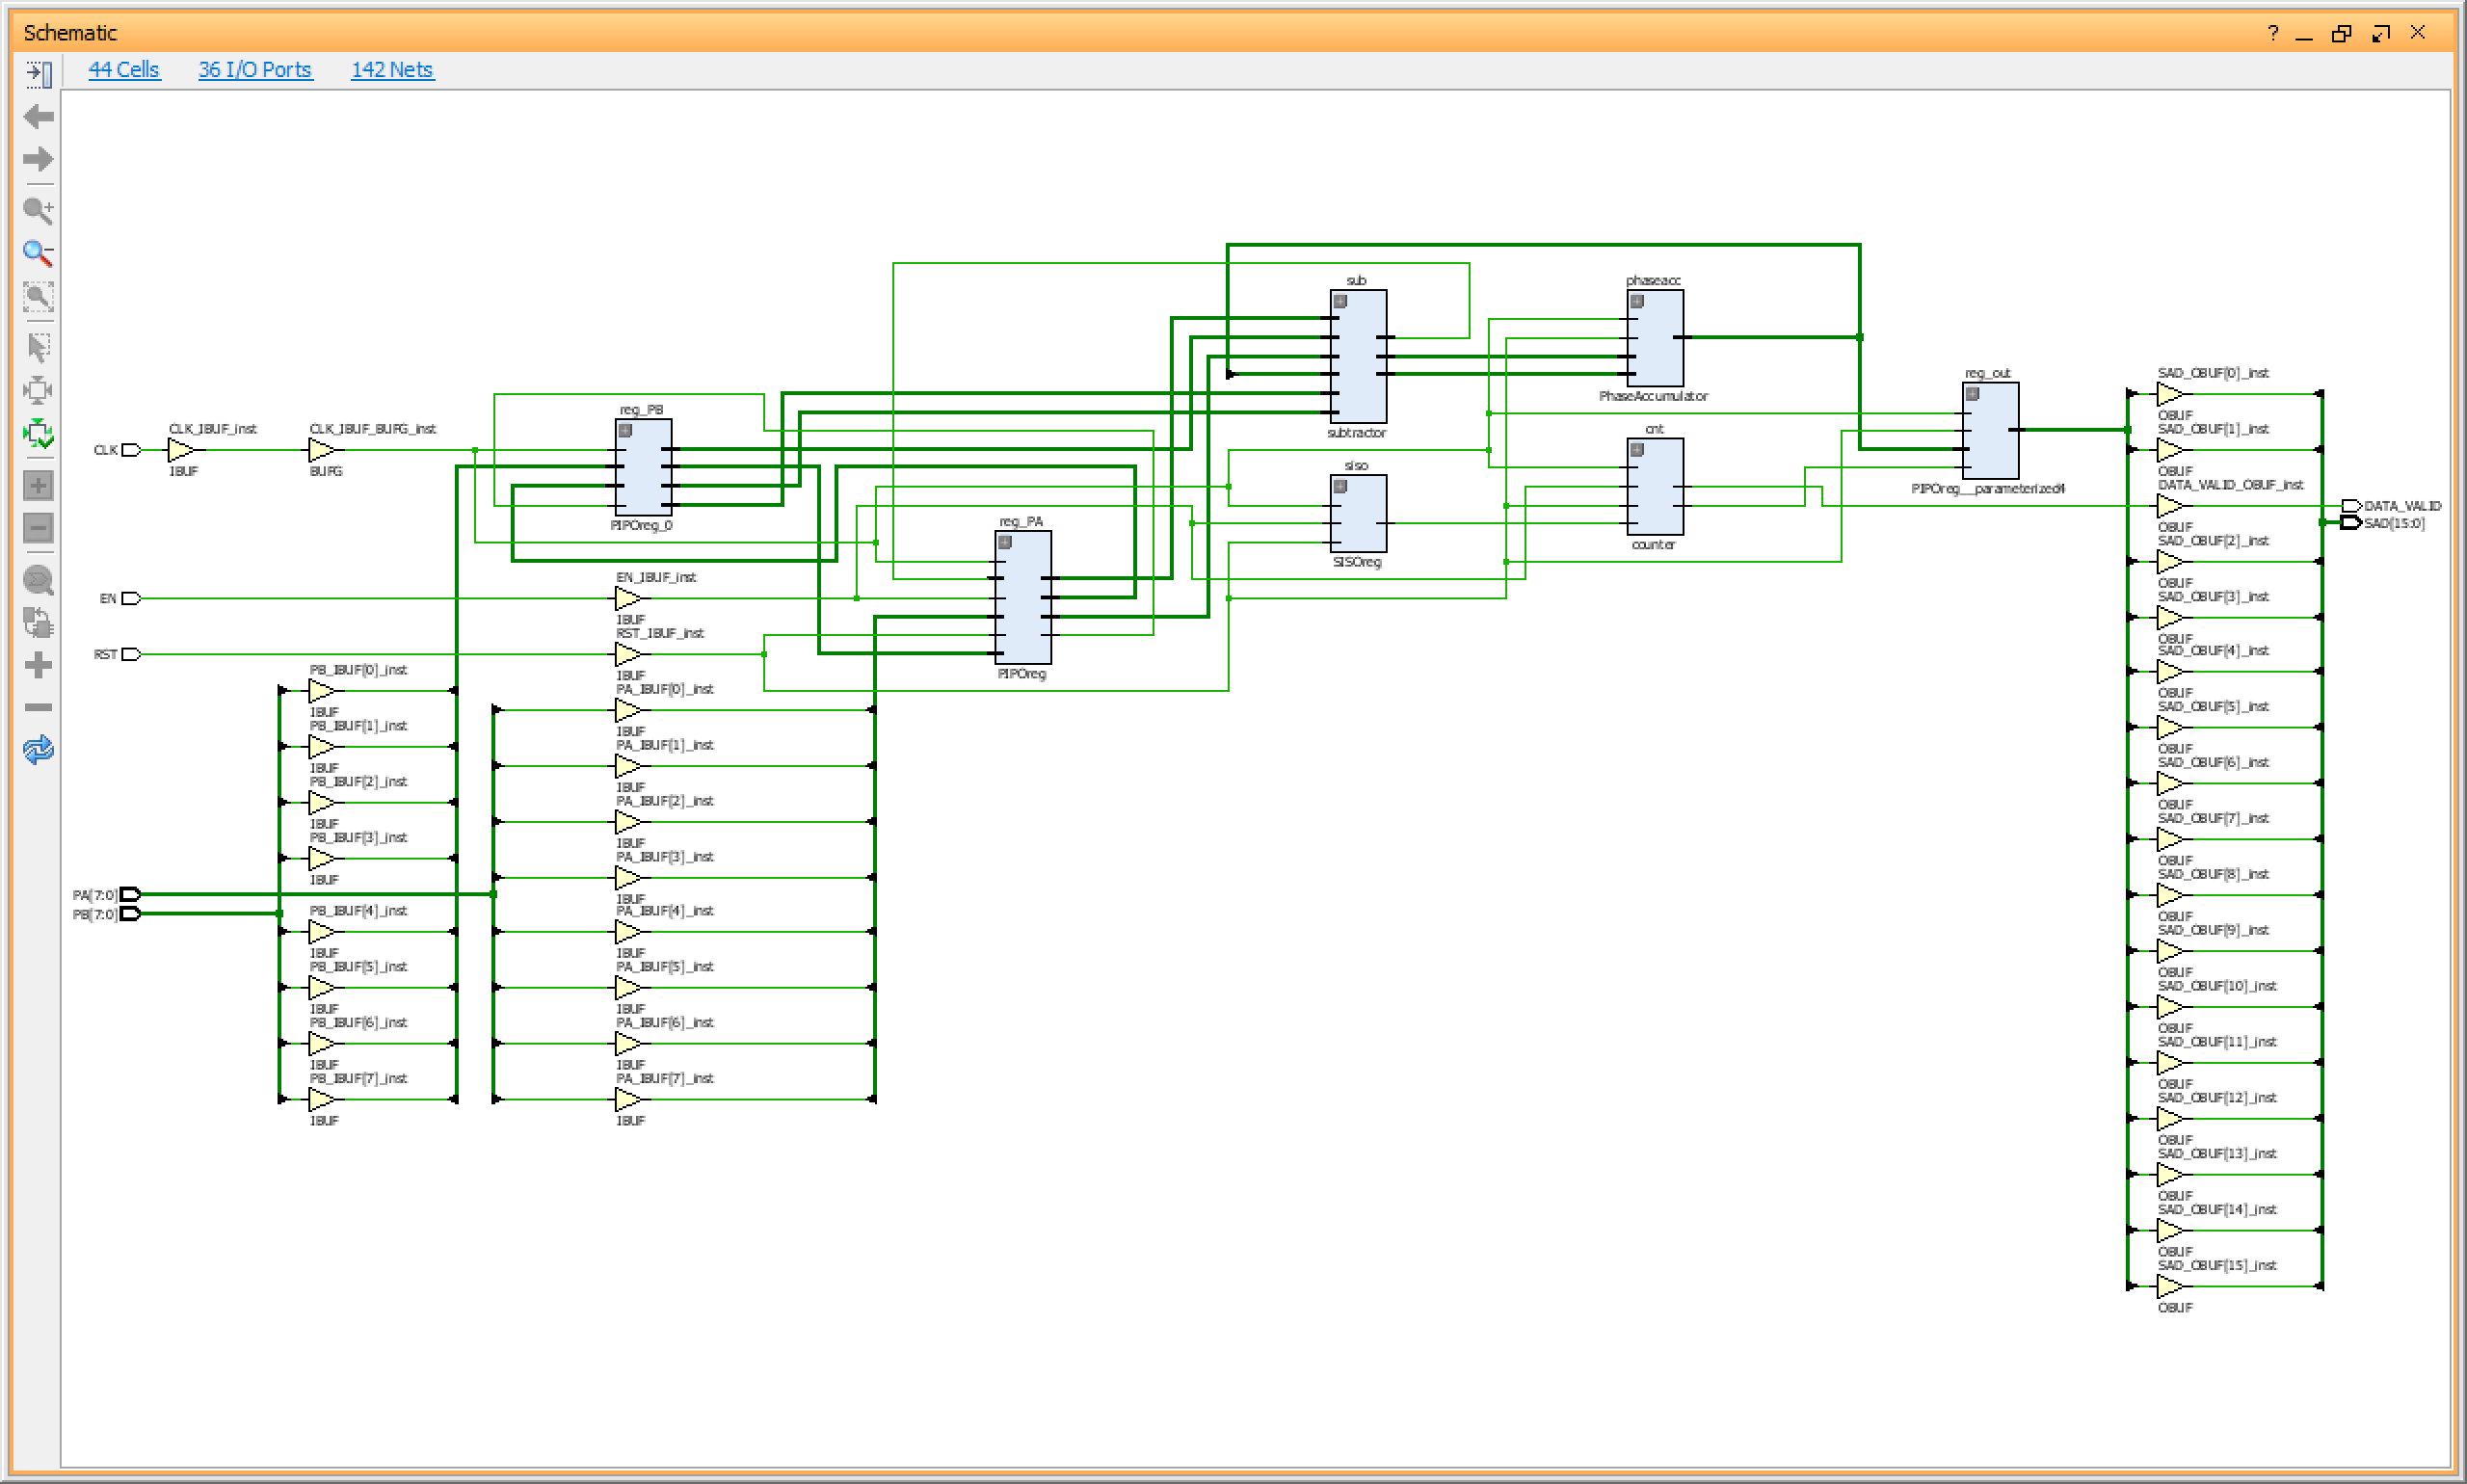 Schematic
44 Cells 36 I/O Ports 142 Nets
sub
subtractor
phaseacc
PhaseAccumulator
reg_PB
PIPOreg_0
siso
SISOreg
cnt
counter
reg_out
PIPOreg__parameterized4
reg_PA
PIPOreg
CLK
CLK_IBUF_inst
IBUF
CLK_IBUF_BUFG_inst
BUFG
EN
EN_IBUF_inst
IBUF
RST
RST_IBUF_inst
IBUF
PA[7:0]
PB[7:0]
PB_IBUF[0]_inst
IBUF
PB_IBUF[1]_inst
IBUF
PB_IBUF[2]_inst
IBUF
PB_IBUF[3]_inst
IBUF
PB_IBUF[4]_inst
IBUF
PB_IBUF[5]_inst
IBUF
PB_IBUF[6]_inst
IBUF
PB_IBUF[7]_inst
IBUF
PA_IBUF[0]_inst
IBUF
PA_IBUF[1]_inst
IBUF
PA_IBUF[2]_inst
IBUF
PA_IBUF[3]_inst
IBUF
PA_IBUF[4]_inst
IBUF
PA_IBUF[5]_inst
IBUF
PA_IBUF[6]_inst
IBUF
PA_IBUF[7]_inst
IBUF
SAD_OBUF[0]_inst
OBUF
SAD_OBUF[1]_inst
OBUF
DATA_VALID_OBUF_inst
OBUF
SAD_OBUF[2]_inst
OBUF
SAD_OBUF[3]_inst
OBUF
SAD_OBUF[4]_inst
OBUF
SAD_OBUF[5]_inst
OBUF
SAD_OBUF[6]_inst
OBUF
SAD_OBUF[7]_inst
OBUF
SAD_OBUF[8]_inst
OBUF
SAD_OBUF[9]_inst
OBUF
SAD_OBUF[10]_inst
OBUF
SAD_OBUF[11]_inst
OBUF
SAD_OBUF[12]_inst
OBUF
SAD_OBUF[13]_inst
OBUF
SAD_OBUF[14]_inst
OBUF
SAD_OBUF[15]_inst
OBUF
DATA_VALID
SAD[15:0]